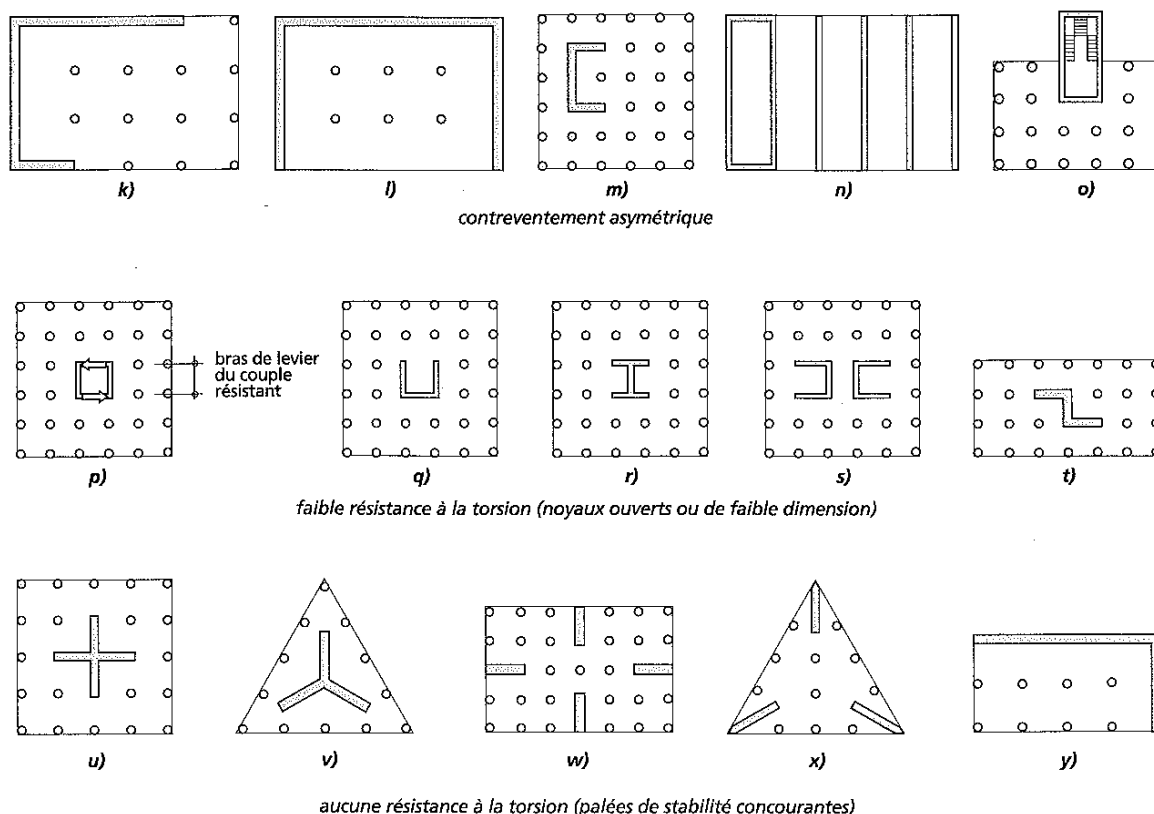 k)
l)
m)
n)
o)
contreventement asymétrique
bras de levier
du couple
résistant
p)
q)
r)
s)
t)
faible résistance à la torsion (noyaux ouverts ou de faible dimension)
u)
v)
w)
x)
y)
aucune résistance à la torsion (palées de stabilité concourantes)